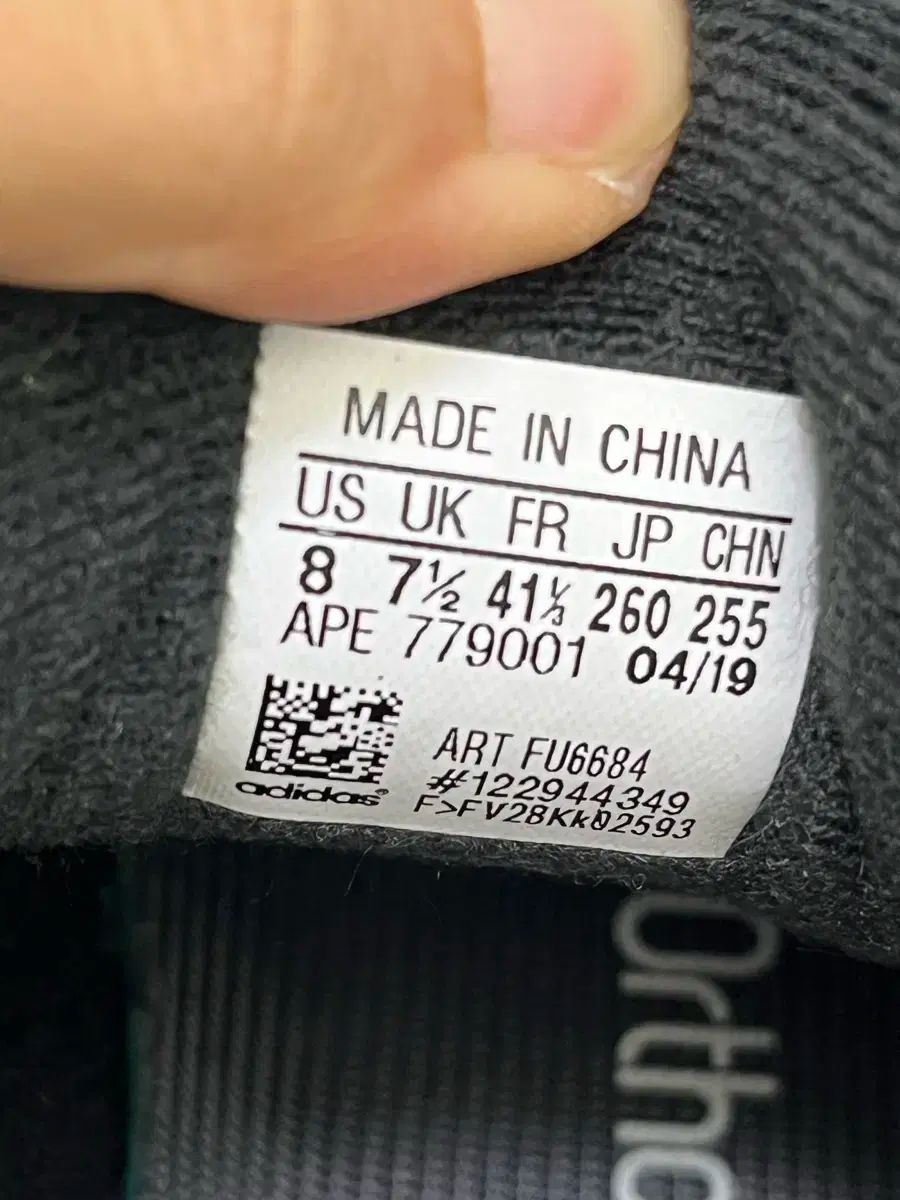 MADE IN CHINA
US UK FR JP CHN
8 7½ 41⅓ 260 255
APE 779001 04/19
ART FU6684
#122944349
adidas®
F>FV28Kk02593
Ortho